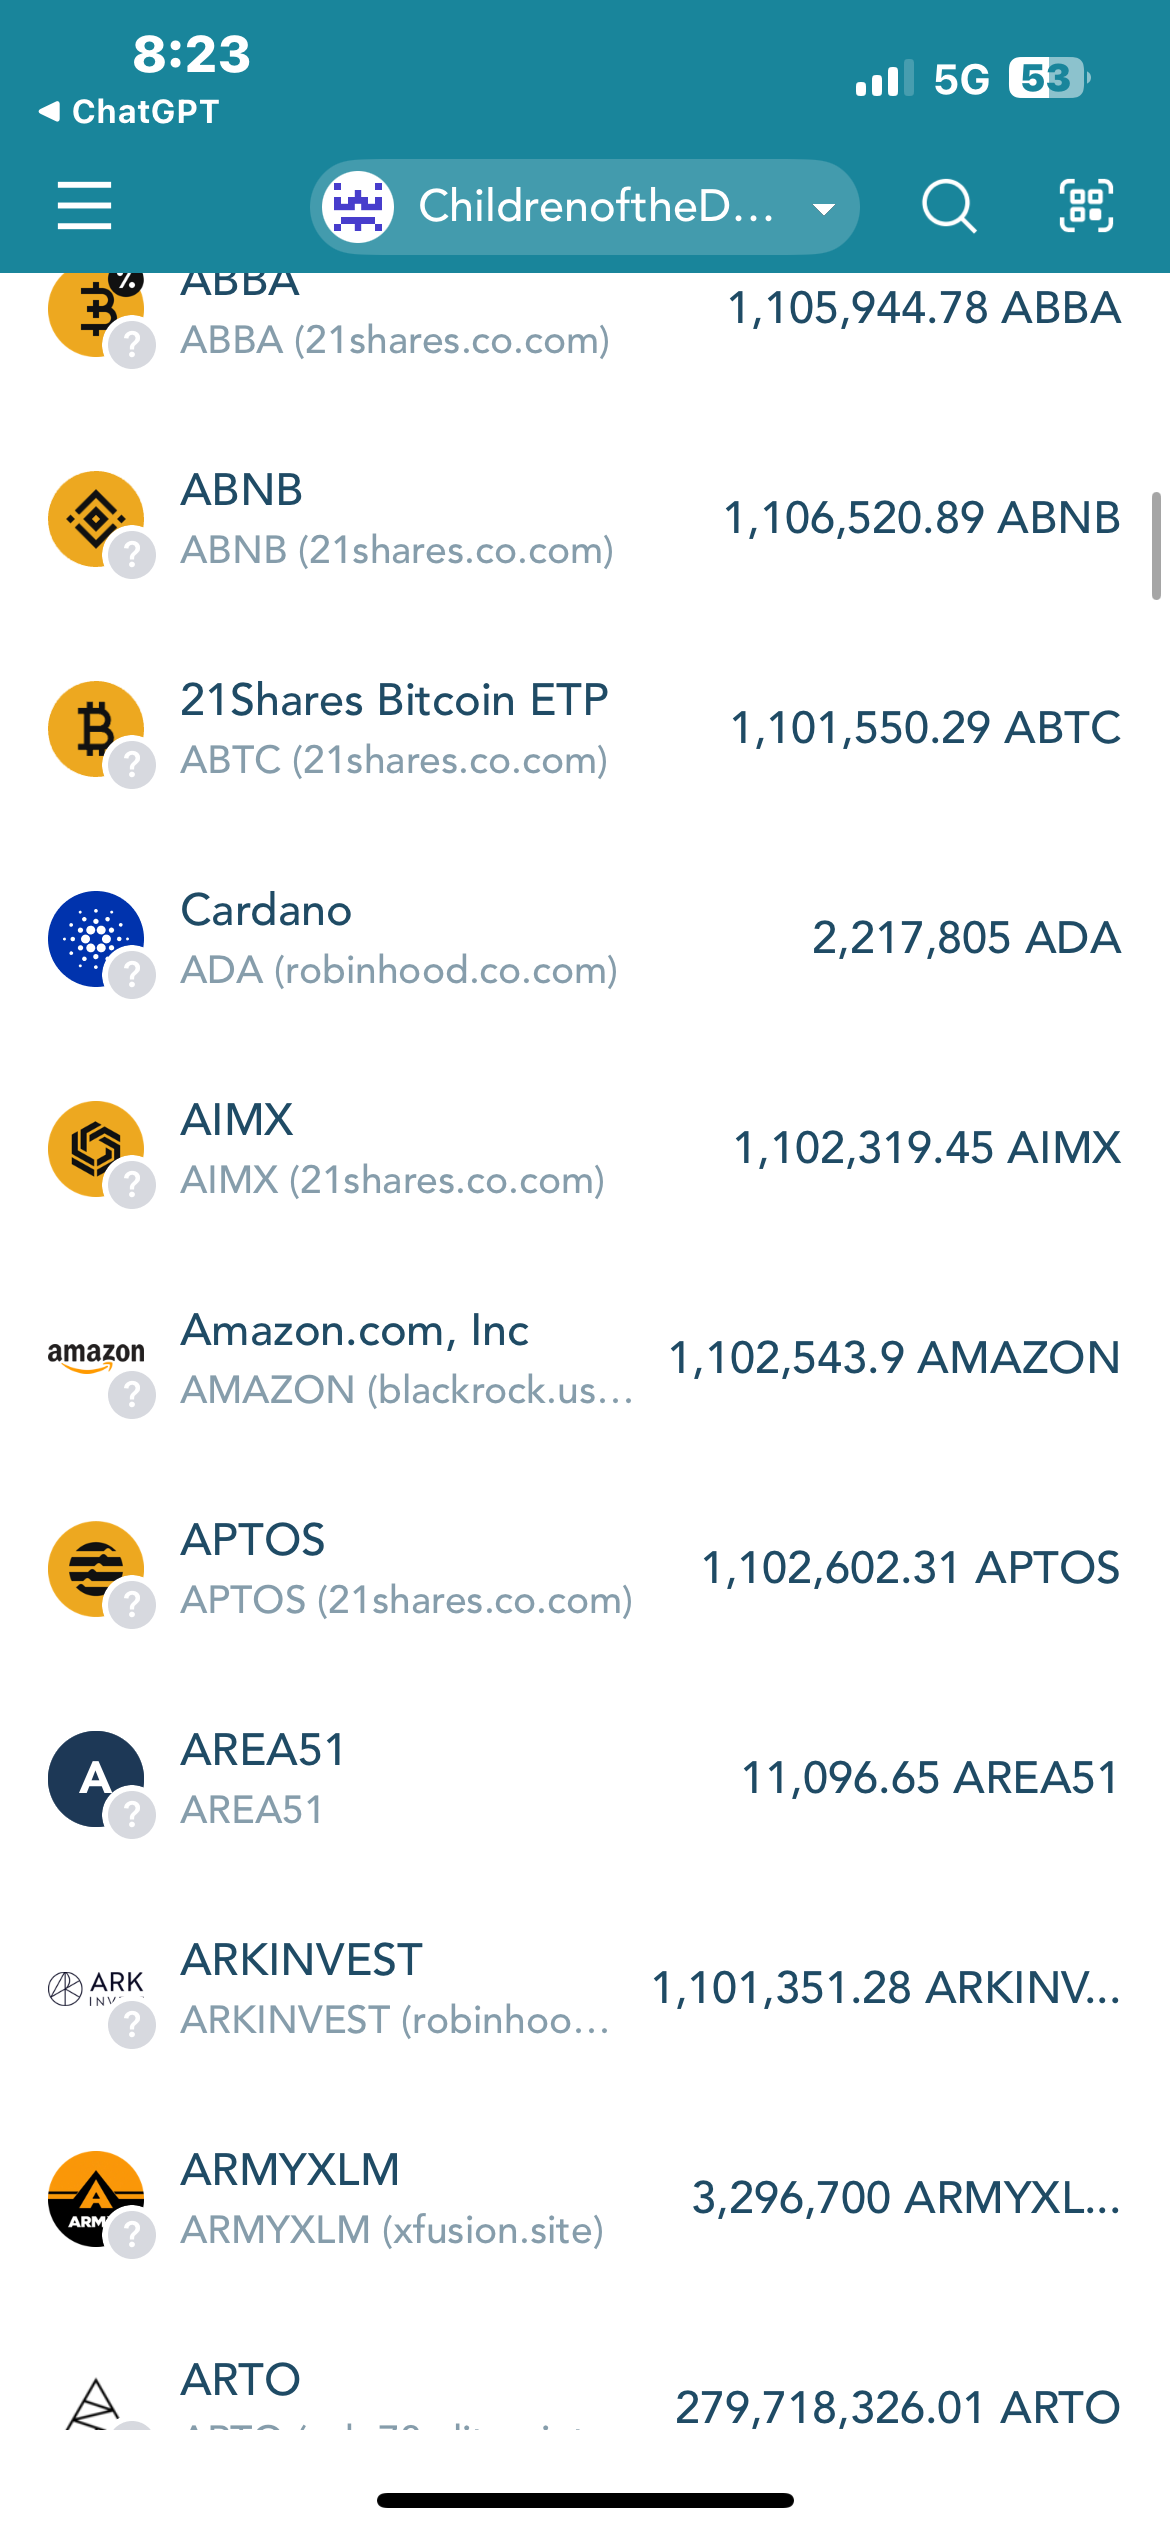 8:23
5G
53
ChatGPT
ChildrenoftheD...
ABBA
1,105,944.78 ABBA
ABBA (21shares.co.com)
ABNB
1,106,520.89 ABNB
ABNB (21shares.co.com)
21Shares Bitcoin ETP
1,101,550.29 ABTC
ABTC (21shares.co.com)
Cardano
2,217,805 ADA
ADA (robinhood.co.com)
AIMX
1,102,319.45 AIMX
AIMX (21shares.co.com)
amazon
Amazon.com, Inc
1,102,543.9 AMAZON
AMAZON (blackrock.us...
APTOS
1,102,602.31 APTOS
APTOS (21shares.co.com)
A
AREA51
11,096.65 AREA51
AREA51
ARK
ARKINVEST
1,101,351.28 ARKINV...
ARKINVEST (robinhoo...
ARMYXLM
3,296,700 ARMYXL...
ARMYXLM (xfusion.site)
ARTO
279,718,326.01 ARTO